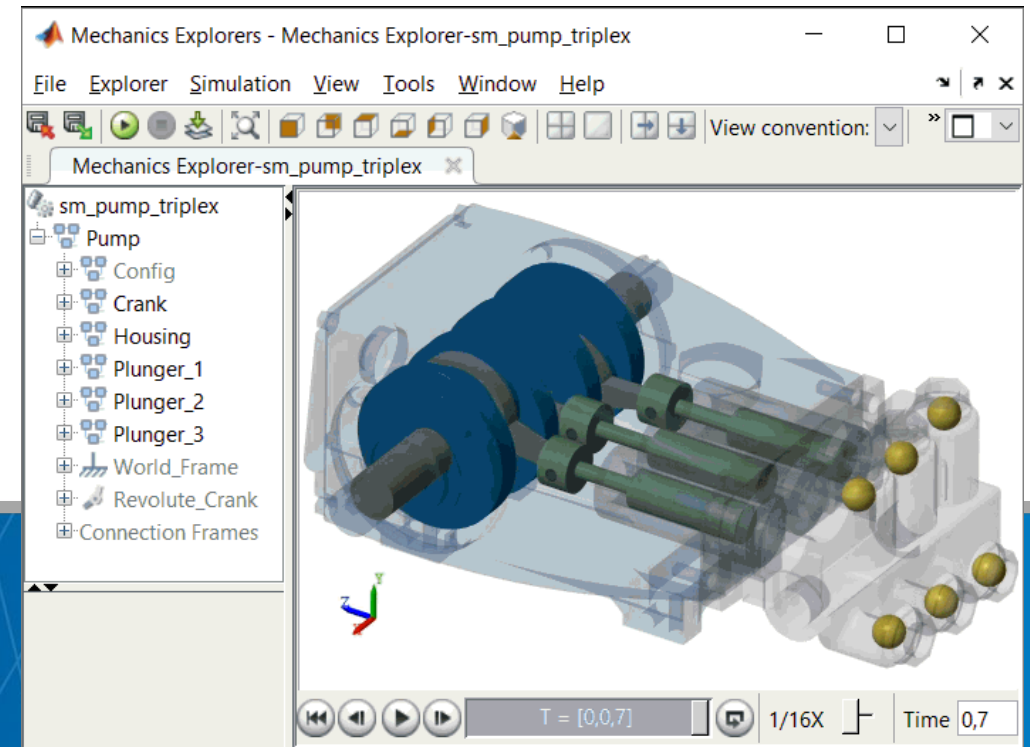 Mechanics Explorers - Mechanics Explorer-sm_pump_triplex
File Explorer Simulation View Tools Window Help
View convention:
Mechanics Explorer-sm_pump_triplex
sm_pump_triplex
Pump
Config
Crank
Housing
Plunger_1
Plunger_2
Plunger_3
World_Frame
Revolute_Crank
Connection Frames
Y
Z
T = [0,0,7]
1/16X
Time 0,7